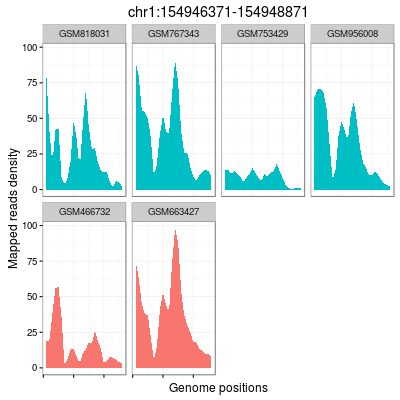 chr1:154946371-154948871
GSM818031 GSM767343 GSM753429 GSM956008
100
75
50
25
0
GSM466732 GSM663427
100
75
50
25
0
Mapped reads density
Genome positions